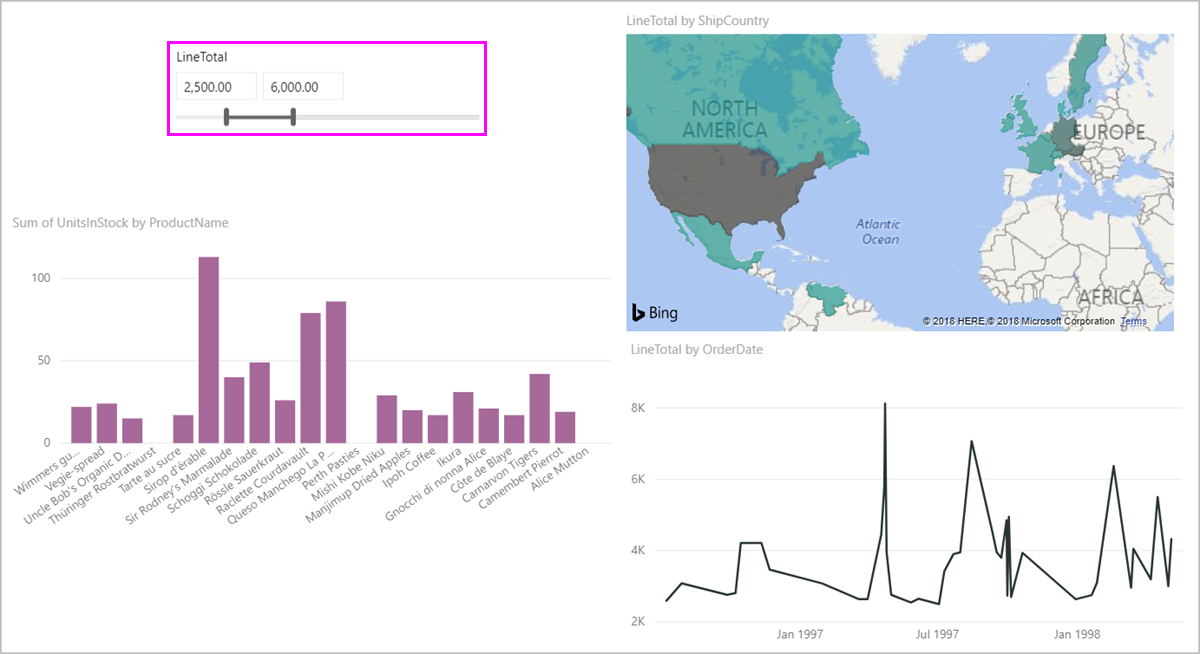 LineTotal
2,500.00 6,000.00
Sum of UnitsInStock by ProductName
100
50
0
Wimmers gu...
Vegie-spread
Uncle Bob's Organic D...
Thüringer Rostbratwurst
Tarte au sucre
Sirop d'érable
Sir Rodney's Marmalade
Schoggi Schokolade
Rössle Sauerkraut
Raclette Courdavault
Queso Manchego La P...
Perth Pasties
Mishi Kobe Niku
Manjimup Dried Apples
Ipoh Coffee
Ikura
Gnocchi di nonna Alice
Côte de Blaye
Carnarvon Tigers
Camembert Pierrot
Alice Mutton
LineTotal by ShipCountry
NORTH
AMERICA
EUROPE
Atlantic
Ocean
AFRICA
Bing
© 2018 HERE,© 2018 Microsoft Corporation Terms
LineTotal by OrderDate
8K
6K
4K
2K
Jan 1997 Jul 1997 Jan 1998